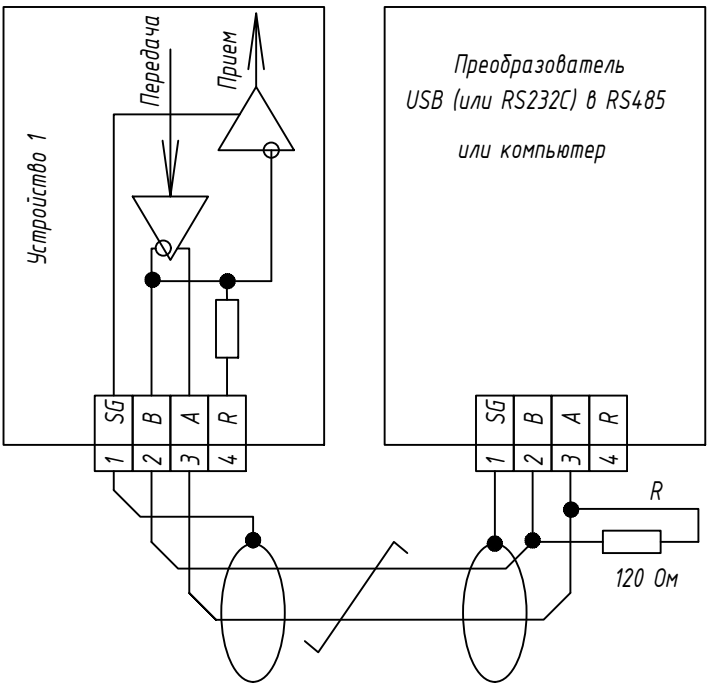 Устройство 1
Передача
Прием
SG
B
A
R
1
2
3
4
Преобразователь
USB (или RS232C) в RS485
или компьютер
SG
B
A
R
1
2
3
4
R
120 Ом